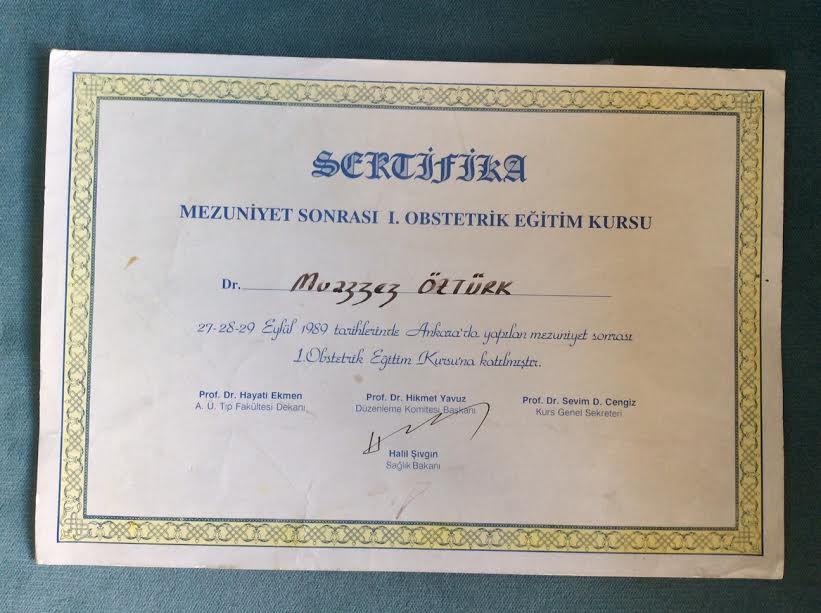 SERTİFİKA
MEZUNİYET SONRASI I. OBSTETRİK EĞİTİM KURSU
Dr. Muazzez ÖZTÜRK
27-28-29 Eylül 1989 tarihlerinde Ankara'da yapılan mezuniyet sonrası
I. Obstetrik Eğitim Kursu'na katılmıştır.
Prof. Dr. Hayati Ekmen
A. Ü. Tıp Fakültesi Dekanı
Prof. Dr. Hikmet Yavuz
Düzenleme Komitesi Başkanı
Prof. Dr. Sevim D. Cengiz
Kurs Genel Sekreteri
Halil Şıvgın
Sağlık Bakanı